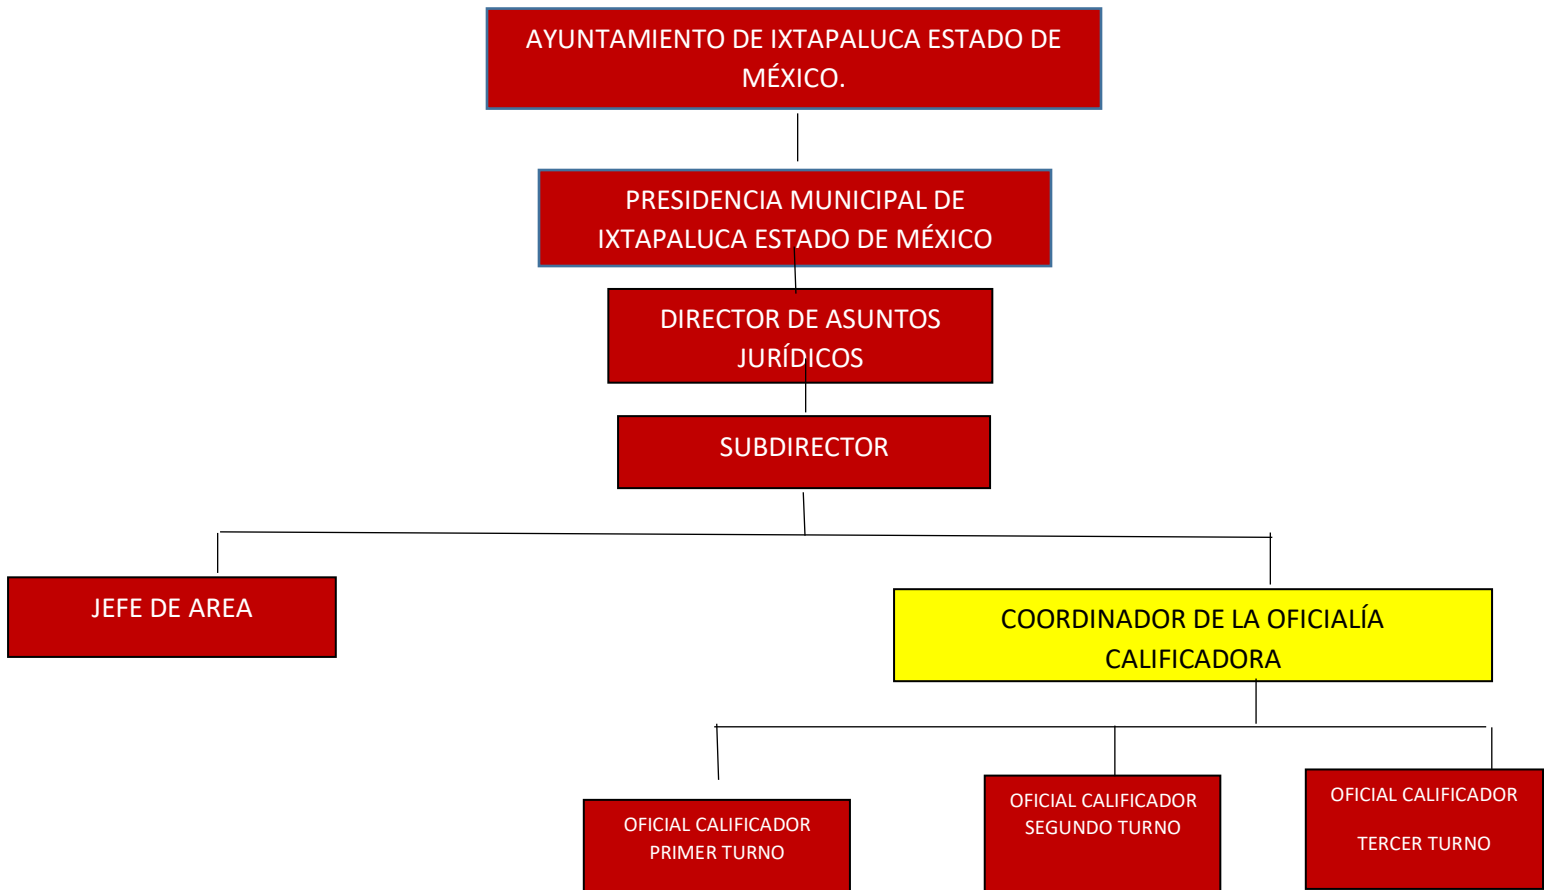 AYUNTAMIENTO DE IXTAPALUCA ESTADO DE
MÉXICO.
PRESIDENCIA MUNICIPAL DE
IXTAPALUCA ESTADO DE MÉXICO
DIRECTOR DE ASUNTOS
JURÍDICOS
SUBDIRECTOR
JEFE DE AREA
COORDINADOR DE LA OFICIALÍA
CALIFICADORA
OFICIAL CALIFICADOR
PRIMER TURNO
OFICIAL CALIFICADOR
SEGUNDO TURNO
OFICIAL CALIFICADOR
TERCER TURNO